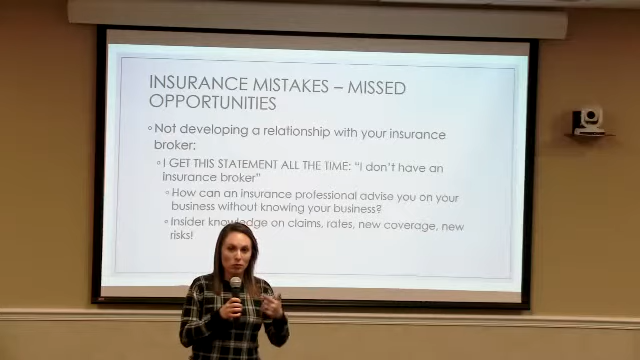 INSURANCE MISTAKES – MISSED
OPPORTUNITIES
Not developing a relationship with your insurance
broker:
I GET THIS STATEMENT ALL THE TIME: "I don't have an
insurance broker"
How can an insurance professional advise you on your
business without knowing your business?
Insider knowledge on claims, rates, new coverage, new
risks!